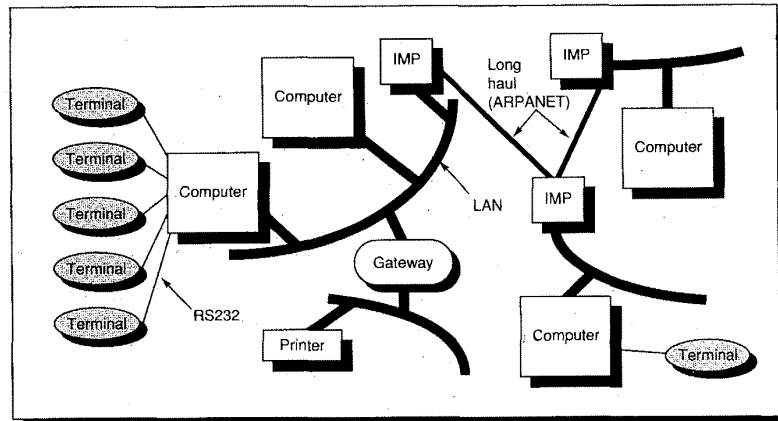 IMP
IMP
Long
haul
(ARPANET)
Terminal
Computer
Terminal
Computer
Computer
Terminal
LAN
IMP
Terminal
Gateway
RS232
Terminal
Printer
Computer
Terminal